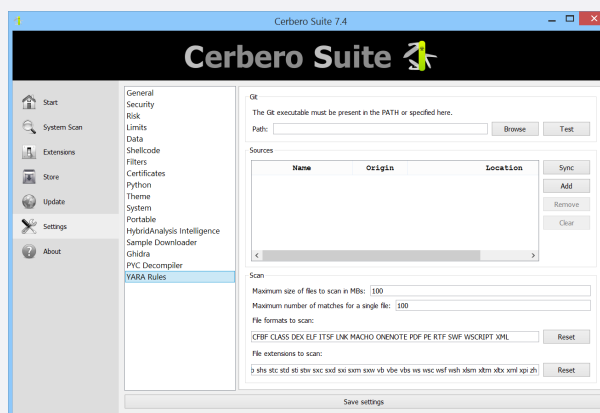 Cerbero Suite 7.4
Cerbero Suite
Start
System Scan
Extensions
Store
Update
Settings
About
General
Security
Risk
Limits
Data
Shellcode
Filters
Certificates
Python
Theme
System
Portable
HybridAnalysis Intelligence
Sample Downloader
Ghidra
PYC Decompiler
YARA Rules
Git
The Git executable must be present in the PATH or specified here.
Path: Browse Test
Sources
Name Origin Location
Sync
Add
Remove
Clear
Scan
Maximum size of files to scan in MBs: 100
Maximum number of matches for a single file: 100
File formats to scan:
CFBF CLASS DEX ELF ITSF LNK MACHO ONENOTE PDF PE RTF SWF WSCRIPT XML Reset
File extensions to scan:
shs stc std sti stw sxc sxd sxi sxm sxw vb vbe vbs ws wsc wsf wsh xlsm xltm xltx xml xpi zh Reset
Save settings